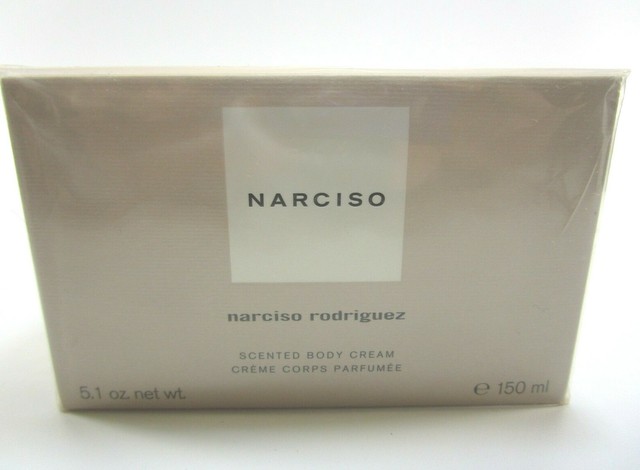 NARCISO
narciso rodriguez
SCENTED BODY CREAM
CRÈME CORPS PARFUMÉE
5.1 oz. net wt.
℮ 150 ml